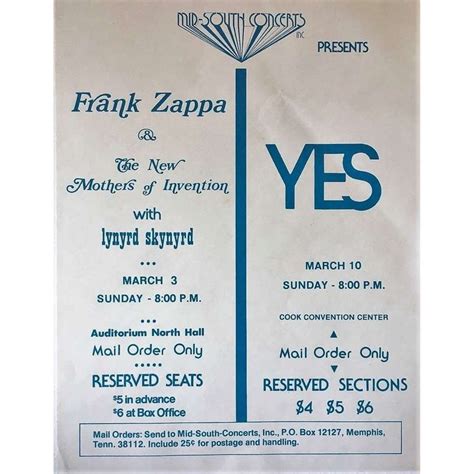 MID-SOUTH CONCERTS
INC.
PRESENTS
Frank Zappa
&
The New
Mothers of Invention
with
lynyrd skynyrd
MARCH 3
SUNDAY - 8:00 P.M.
Auditorium North Hall
Mail Order Only
RESERVED SEATS
$5 in advance
$6 at Box Office
YES
MARCH 10
SUNDAY - 8:00 P.M.
COOK CONVENTION CENTER
Mail Order Only
RESERVED SECTIONS
$4 $5 $6
Mail Orders: Send to Mid-South-Concerts, Inc., P.O. Box 12127, Memphis,
Tenn. 38112. Include 25¢ for postage and handling.